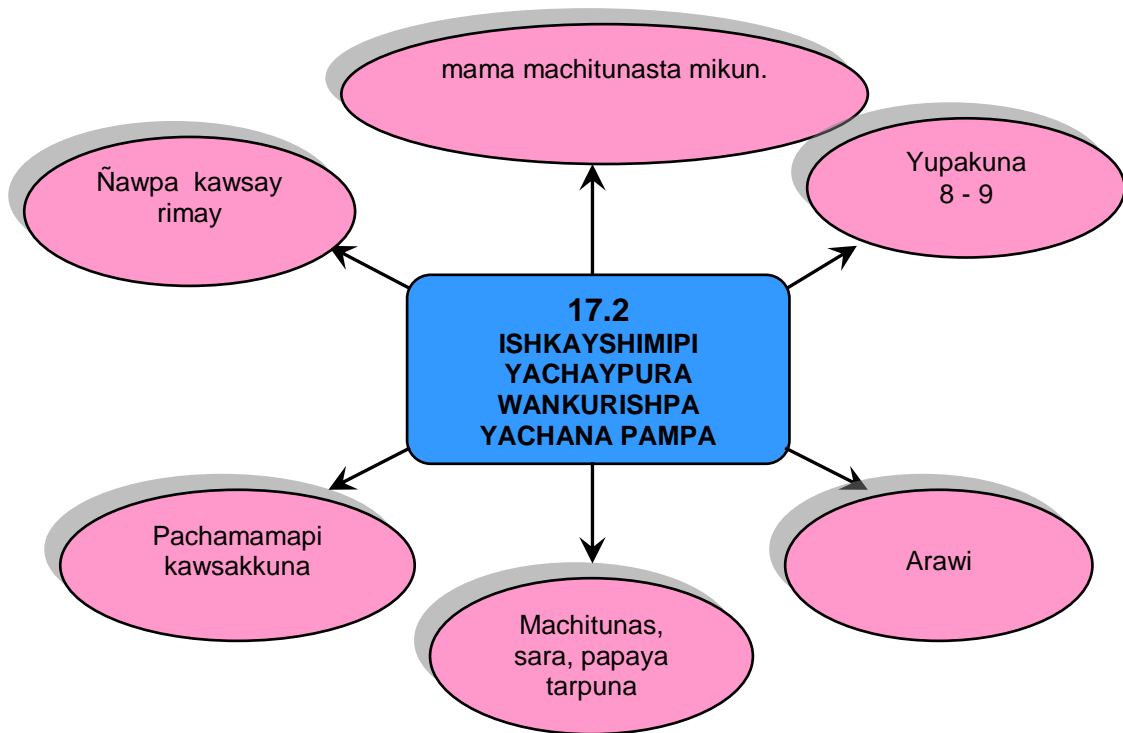 mama machitunasta mikun.
Ñawpa kawsay
rimay
Yupakuna
8 - 9
17.2
ISHKAYSHIMIPI
YACHAYPURA
WANKURISHPA
YACHANA PAMPA
Pachamamapi
kawsakkuna
Machitunas,
sara, papaya
tarpuna
Arawi